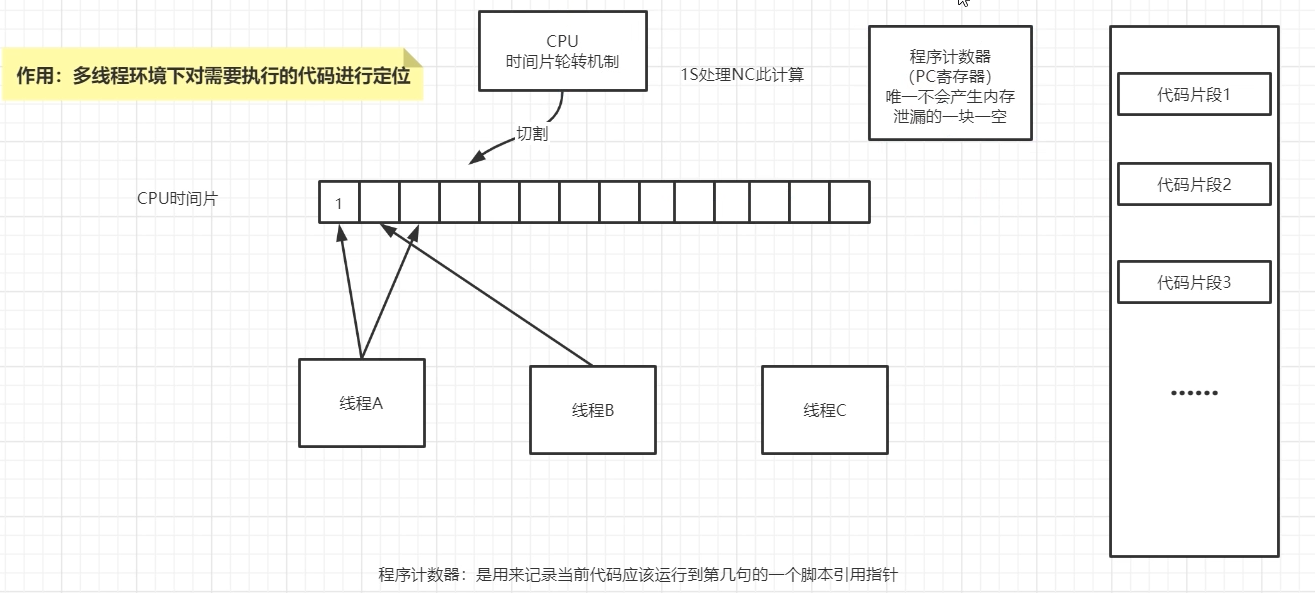 作用：多线程环境下对需要执行的代码进行定位
CPU
时间片轮转机制
1S处理NC此计算
程序计数器
(PC寄存器)
唯一不会产生内存
泄漏的一块一空
代码片段1
代码片段2
代码片段3
......
切割
CPU时间片
1
线程A
线程B
线程C
程序计数器：是用来记录当前代码应该运行到第几句的一个脚本引用指针